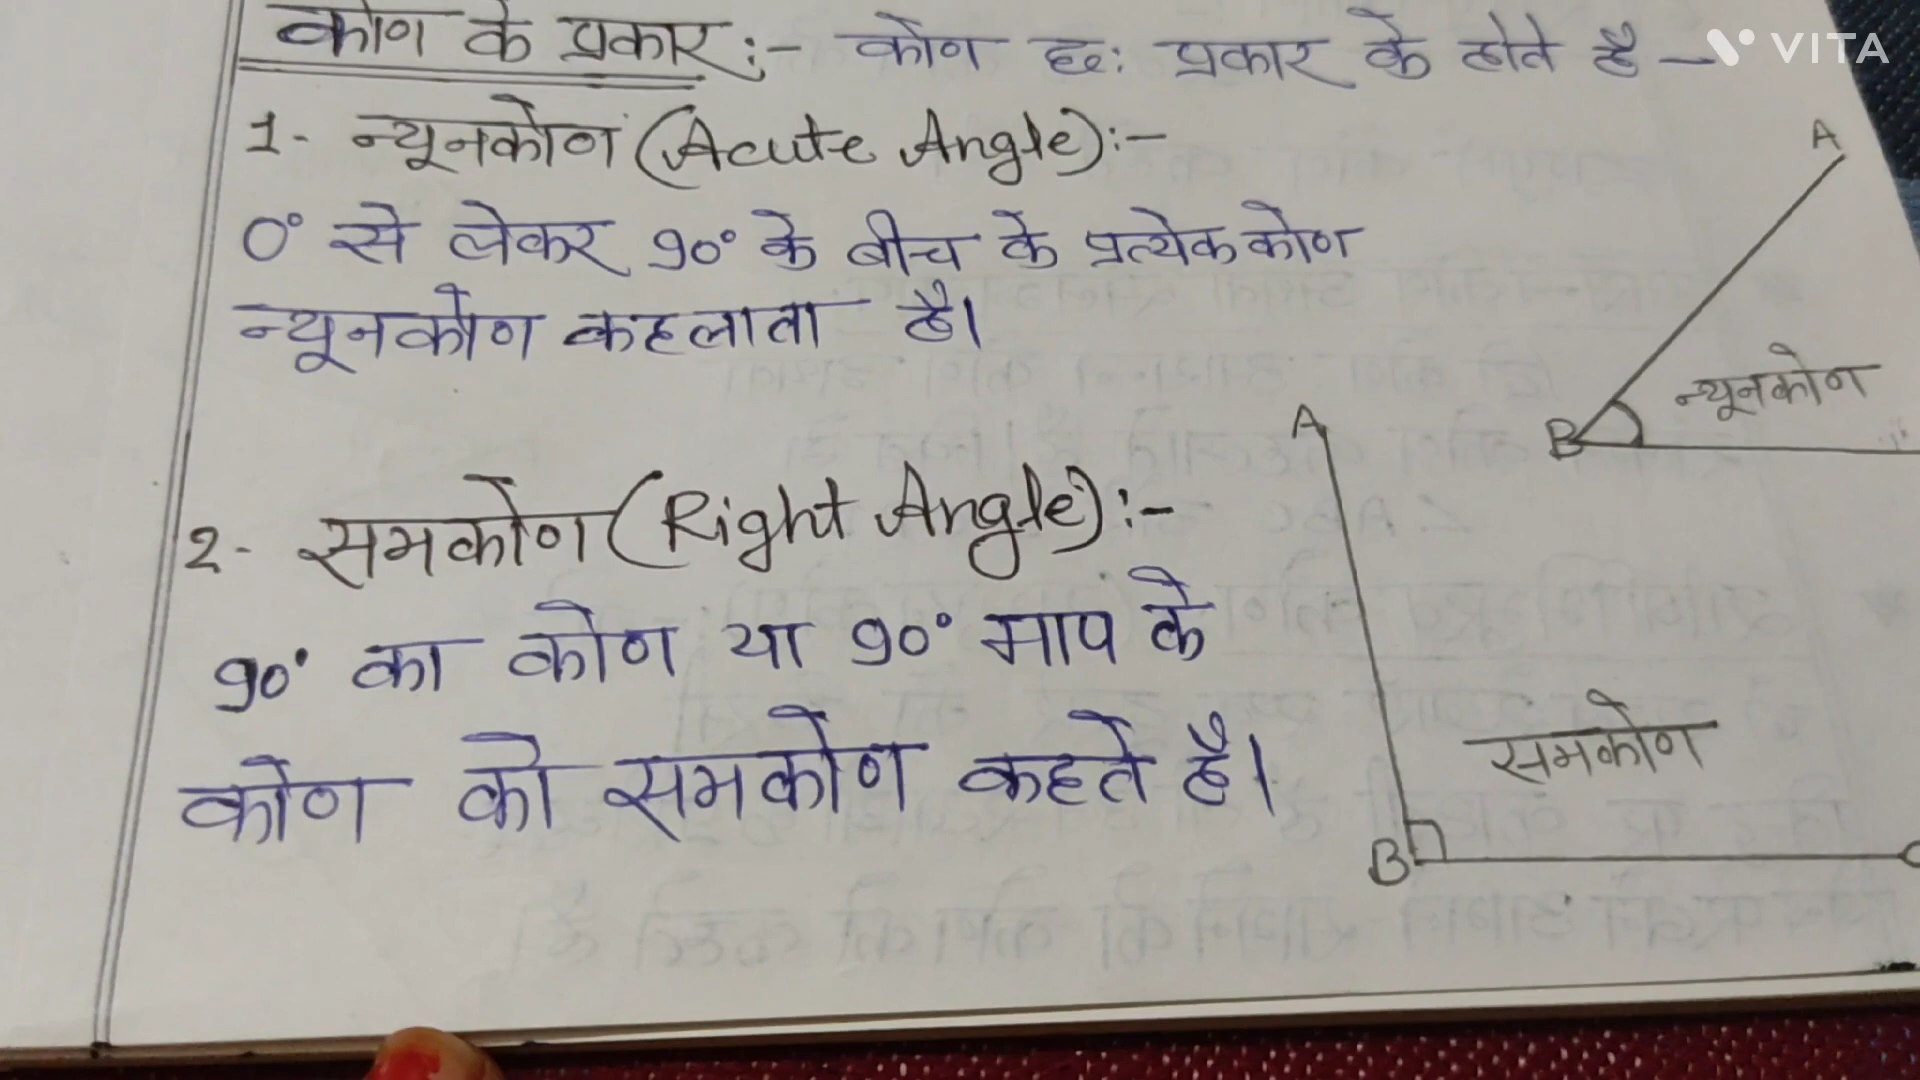 कोण के प्रकार :- कोण छः प्रकार के होते है -
VITA
1- न्यूनकोण (Acute Angle):-
0° से लेकर 90° के बीच के प्रत्येक कोण
न्यूनकोण कहलाता है।
A
B
न्यूनकोण
2- समकोण (Right Angle):-
90° का कोण या 90° माप के
कोण को समकोण कहते है।
A
समकोण
B
C